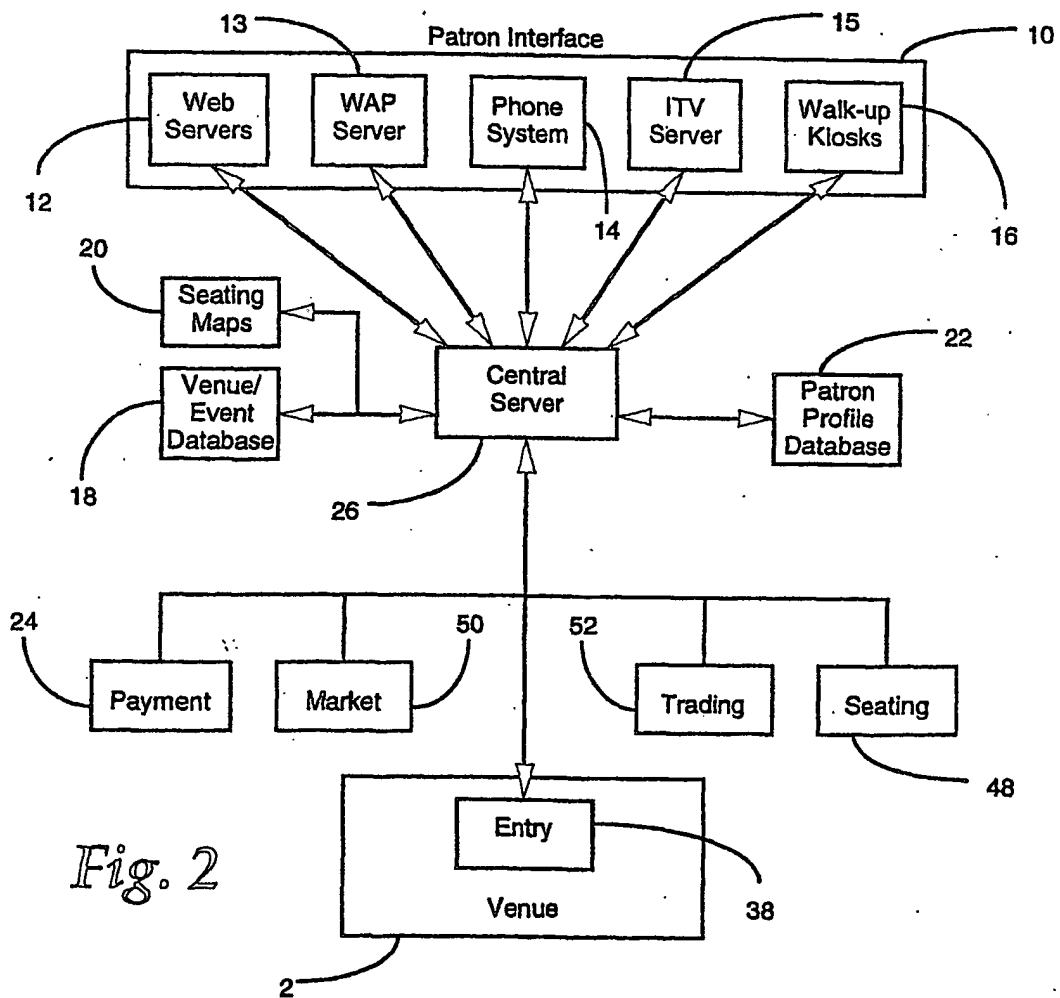 13
15
10
Patron Interface
Web
Servers
WAP
Server
Phone
System
ITV
Server
Walk-up
Kiosks
12
14
16
20
Seating
Maps
22
Central
Server
Venue/
Event
Database
Patron
Profile
Database
18
26
24
50
52
Payment
Market
Trading
Seating
48
Entry
Fig. 2
Venue
38
2